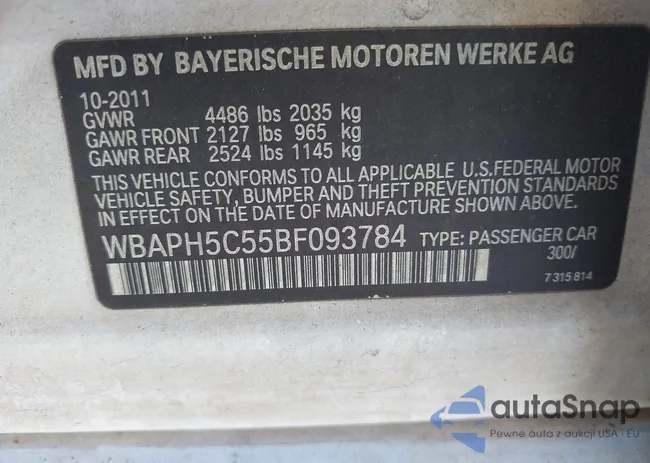 MFD BY BAYERISCHE MOTOREN WERKE AG
10-2011
GVWR 4486 lbs 2035 kg
GAWR FRONT 2127 lbs 965 kg
GAWR REAR 2524 lbs 1145 kg
THIS VEHICLE CONFORMS TO ALL APPLICABLE U.S.FEDERAL MOTOR
VEHICLE SAFETY, BUMPER AND THEFT PREVENTION STANDARDS
IN EFFECT ON THE DATE OF MANUFACTURE SHOWN ABOVE.
WBAPH5C55BF093784 TYPE: PASSENGER CAR
300/
7 315 814
autaSnap
Pewne auta z aukcji USA i EU